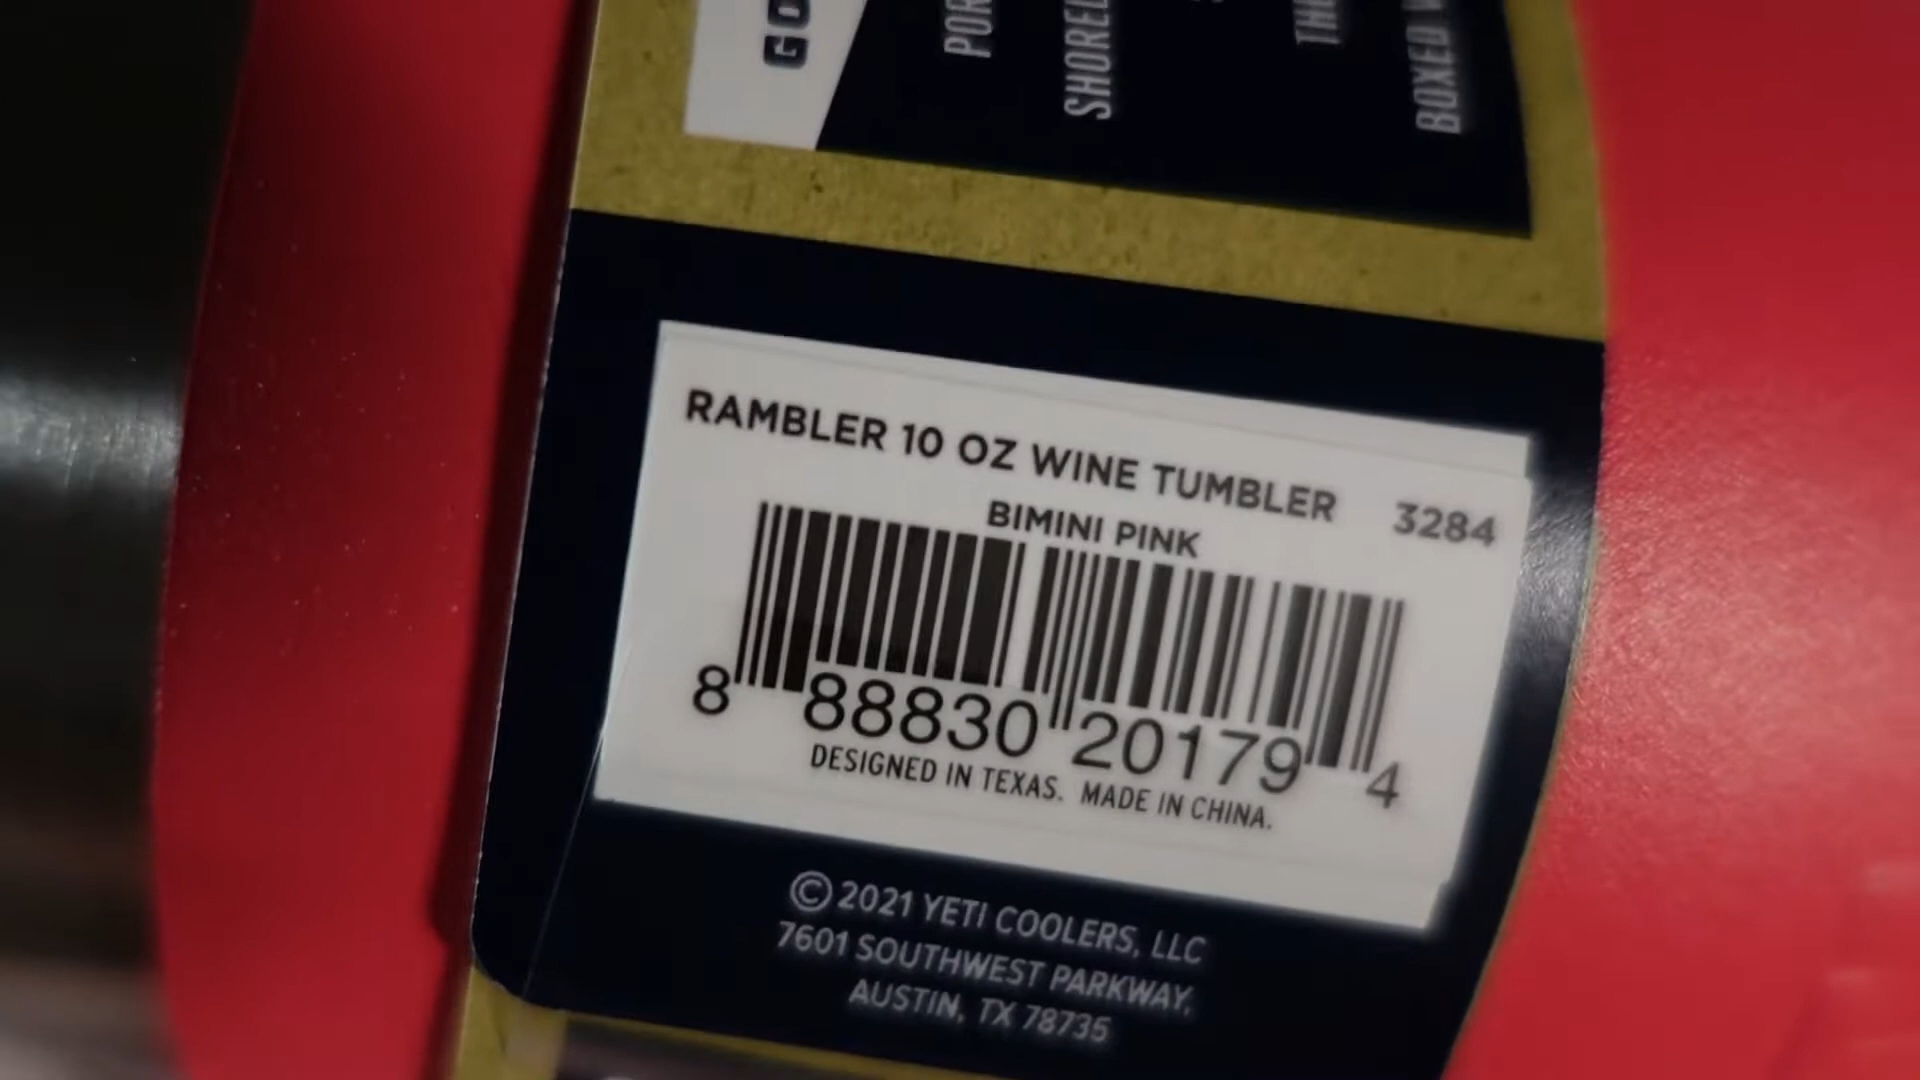 RAMBLER 10 OZ WINE TUMBLER 3284
BIMINI PINK
8 88830 20179 4
DESIGNED IN TEXAS. MADE IN CHINA.
© 2021 YETI COOLERS, LLC
7601 SOUTHWEST PARKWAY,
AUSTIN, TX 78735
BOXED